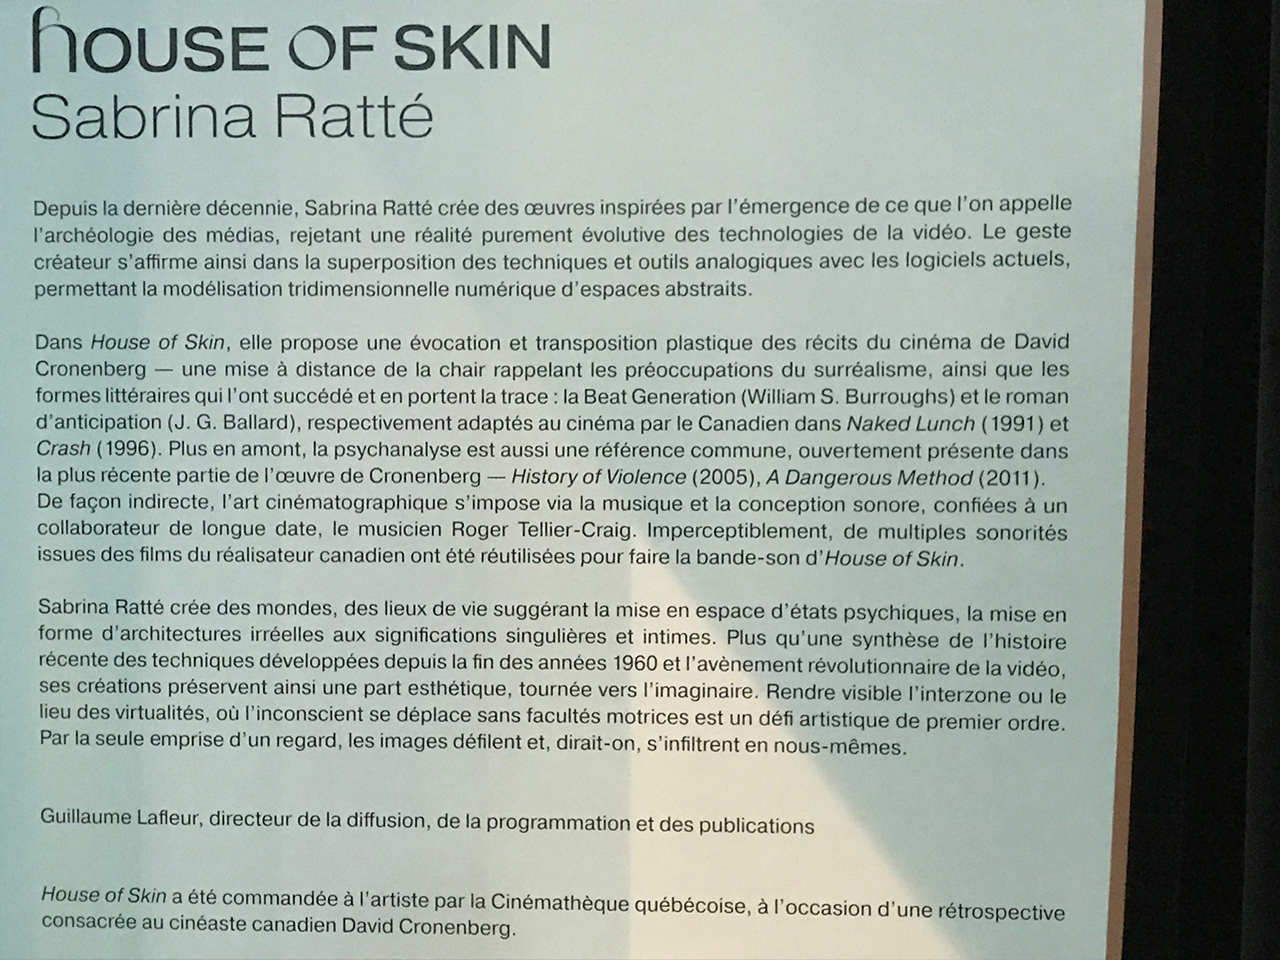 hOUSE OF SKIN
Sabrina Ratté
Depuis la dernière décennie, Sabrina Ratté crée des œuvres inspirées par l'émergence de ce que l'on appelle
l'archéologie des médias, rejetant une réalité purement évolutive des technologies de la vidéo. Le geste
créateur s'affirme ainsi dans la superposition des techniques et outils analogiques avec les logiciels actuels,
permettant la modélisation tridimensionnelle numérique d'espaces abstraits.
Dans House of Skin, elle propose une évocation et transposition plastique des récits du cinéma de David
Cronenberg — une mise à distance de la chair rappelant les préoccupations du surréalisme, ainsi que les
formes littéraires qui l'ont succédé et en portent la trace : la Beat Generation (William S. Burroughs) et le roman
d'anticipation (J. G. Ballard), respectivement adaptés au cinéma par le Canadien dans Naked Lunch (1991) et
Crash (1996). Plus en amont, la psychanalyse est aussi une référence commune, ouvertement présente dans
la plus récente partie de l'œuvre de Cronenberg — History of Violence (2005), A Dangerous Method (2011).
De façon indirecte, l'art cinématographique s'impose via la musique et la conception sonore, confiées à un
collaborateur de longue date, le musicien Roger Tellier-Craig. Imperceptiblement, de multiples sonorités
issues des films du réalisateur canadien ont été réutilisées pour faire la bande-son d'House of Skin.
Sabrina Ratté crée des mondes, des lieux de vie suggérant la mise en espace d'états psychiques, la mise en
forme d'architectures irréelles aux significations singulières et intimes. Plus qu'une synthèse de l'histoire
récente des techniques développées depuis la fin des années 1960 et l'avènement révolutionnaire de la vidéo,
ses créations préservent ainsi une part esthétique, tournée vers l'imaginaire. Rendre visible l'interzone ou le
lieu des virtualités, où l'inconscient se déplace sans facultés motrices est un défi artistique de premier ordre.
Par la seule emprise d'un regard, les images défilent et, dirait-on, s'infiltrent en nous-mêmes.
Guillaume Lafleur, directeur de la diffusion, de la programmation et des publications
House of Skin a été commandée à l'artiste par la Cinémathèque québécoise, à l'occasion d'une rétrospective
consacrée au cinéaste canadien David Cronenberg.